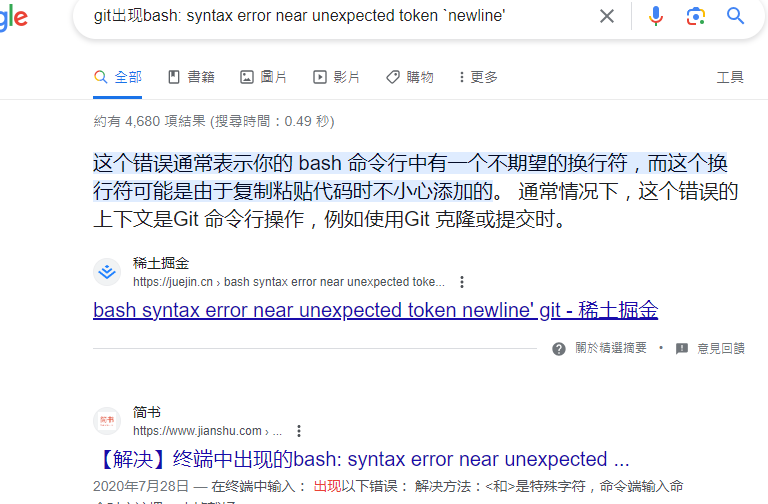 gle
git出现bash: syntax error near unexpected token `newline'
全部 書籍 圖片 影片 購物 更多 工具
約有 4,680 項結果 (搜尋時間：0.49 秒)
这个错误通常表示你的 bash 命令行中有一个不期望的换行符，而这个换
行符可能是由于复制粘贴代码时不小心添加的。 通常情况下，这个错误的
上下文是Git 命令行操作，例如使用Git 克隆或提交时。
稀土掘金
https://juejin.cn › bash syntax error near unexpected toke...
bash syntax error near unexpected token newline' git - 稀土掘金
關於精選摘要 • 意見回饋
简书
简书
https://www.jianshu.com › ...
【解决】终端中出现的bash: syntax error near unexpected ...
2020年7月28日 — 在终端中输入： 出现以下错误： 解决方法：<和>是特殊字符，命令端输入命